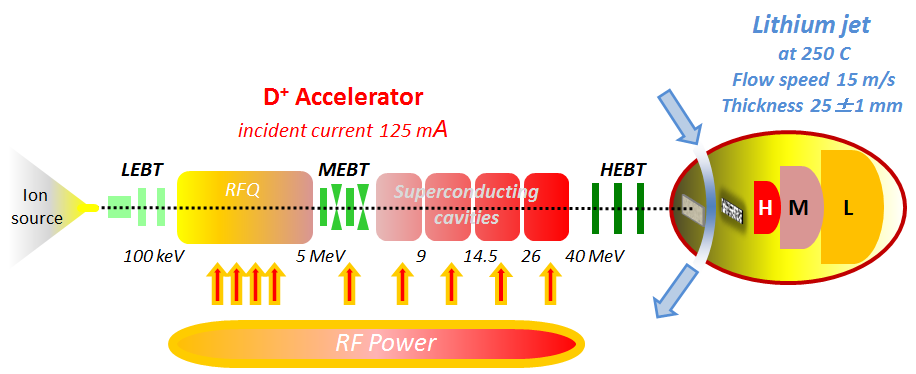 Lithium jet
at 250 C
Flow speed 15 m/s
Thickness 25 ±1 mm
D+ Accelerator
incident current 125 mA
LEBT
MEBT
HEBT
Ion
source
RFQ
Superconducting
cavities
H
M
L
100 keV
5 MeV
9
14.5
26
40 MeV
RF Power